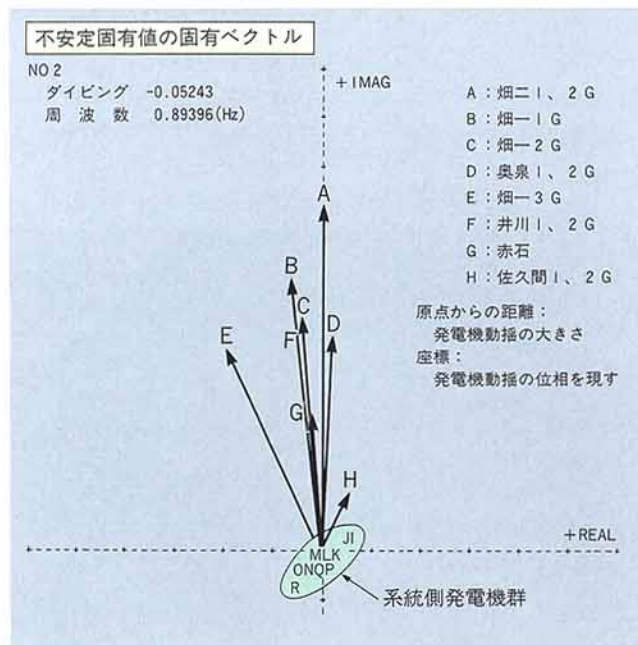 不安定固有値の固有ベクトル
NO 2
ダイピング -0.05243
周 波 数 0.89396(Hz)
+IMAG
A：畑二1、2G
B：畑一1G
C：畑一2G
D：奥泉1、2G
E：畑一3G
F：井川1、2G
G：赤石
H：佐久間1、2G
原点からの距離：
発電機動揺の大きさ
座標：
発電機動揺の位相を現す
A
B
C
D
E
F
G
H
+REAL
JI
MLK
ONQP
R
系統側発電機群